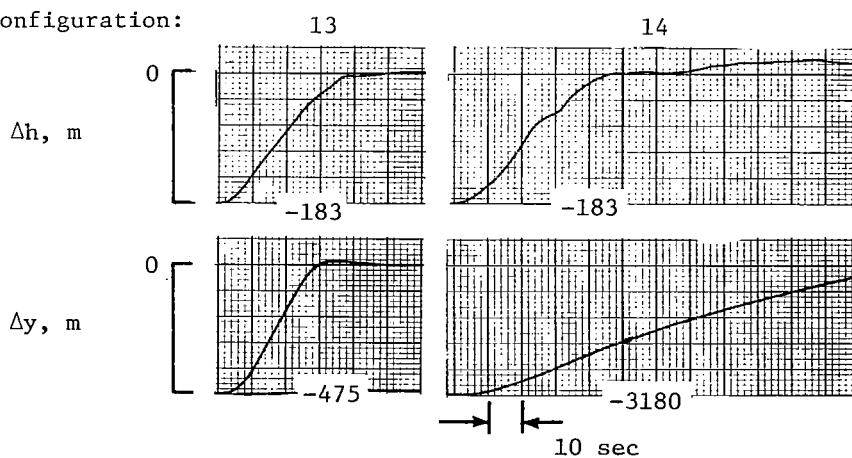 onfiguration:
13
14
0
Δh, m
-183
-183
0
Δy, m
-475
-3180
10 sec